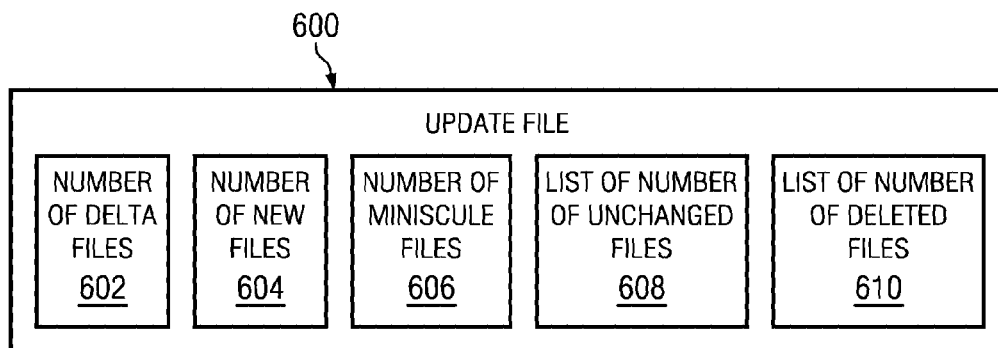 600
UPDATE FILE
NUMBER
OF DELTA
FILES
602
NUMBER
OF NEW
FILES
604
NUMBER OF
MINISCULE
FILES
606
LIST OF NUMBER
OF UNCHANGED
FILES
608
LIST OF NUMBER
OF DELETED
FILES
610